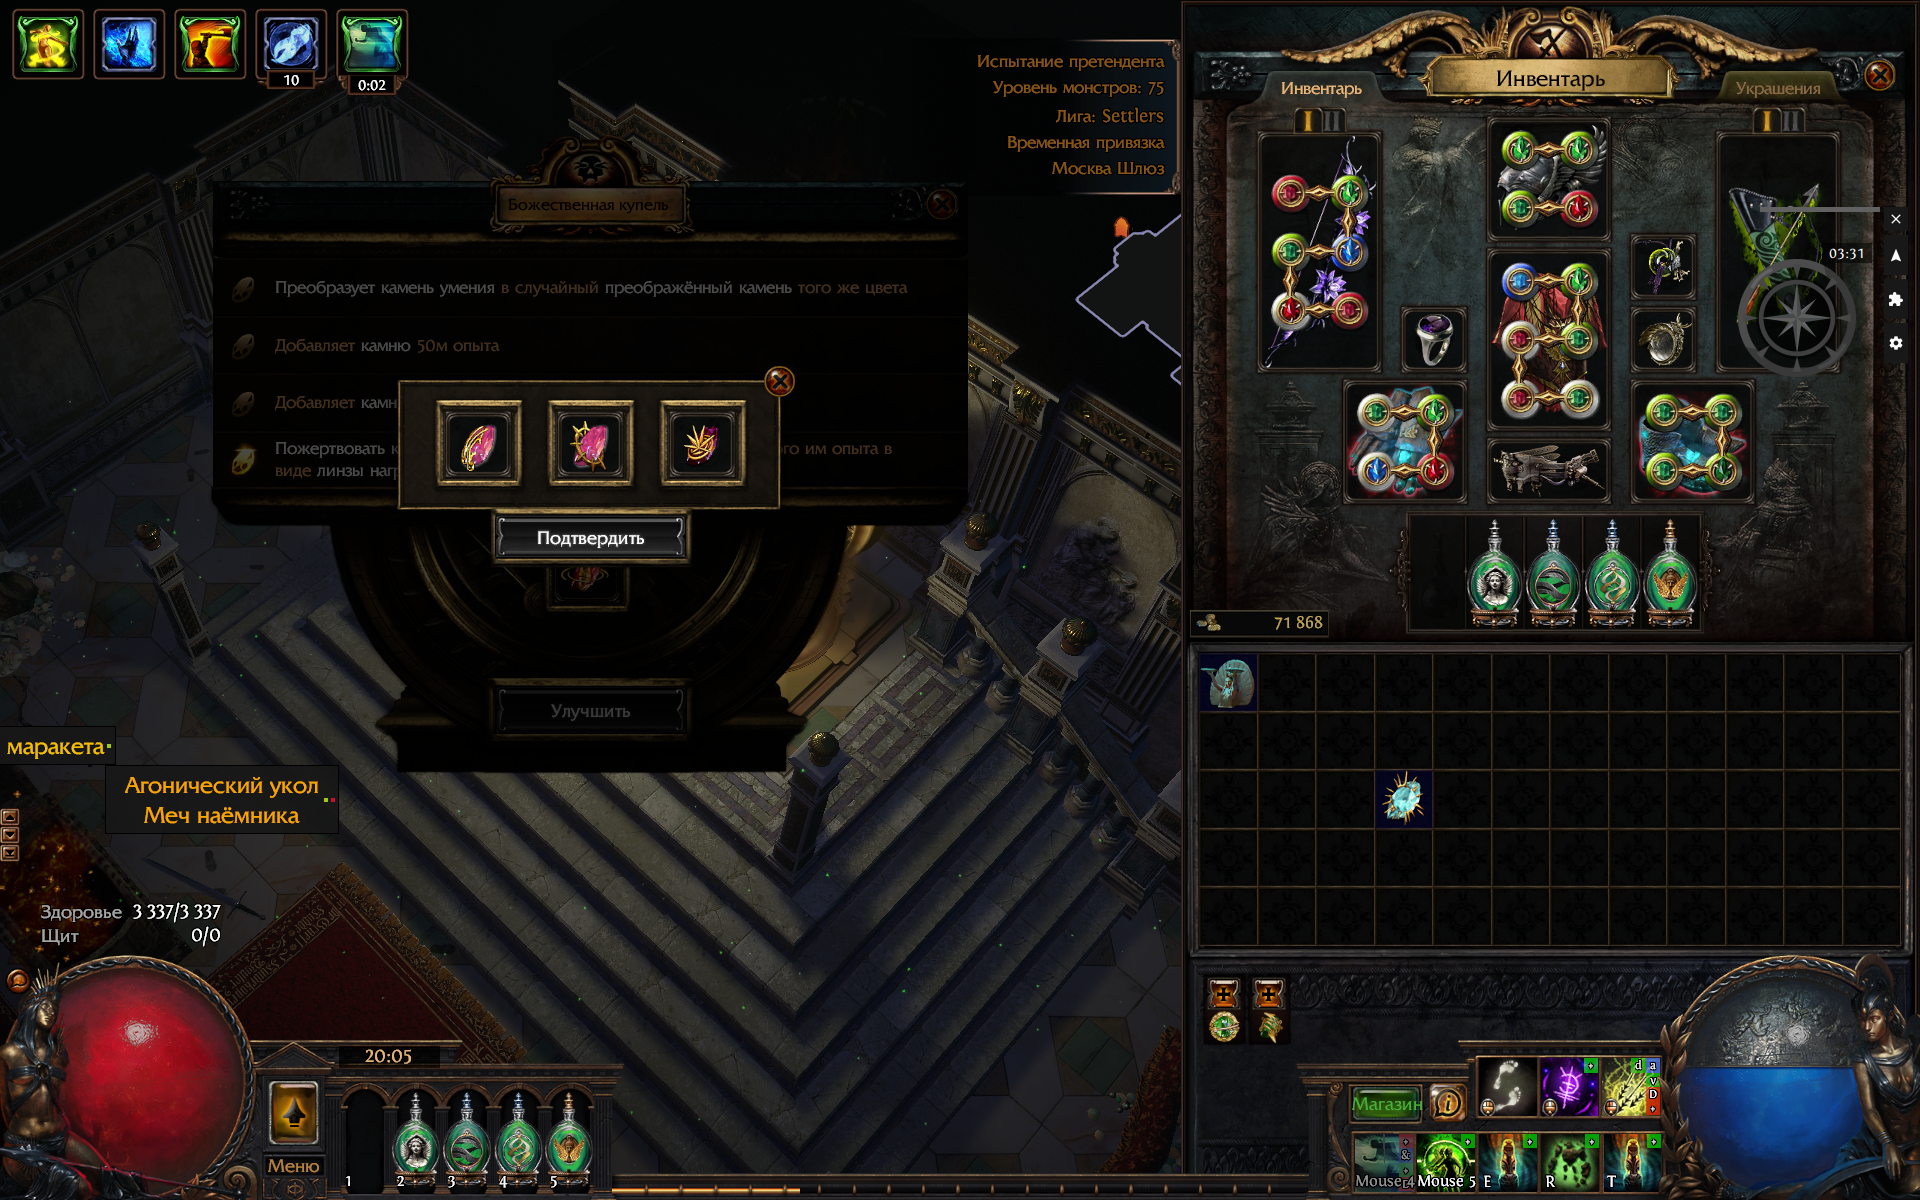 10
0:02
Испытание претендента
Уровень монстров: 75
Лига: Settlers
Временная привязка
Москва Шлюз
Божественная купель
Преобразует камень умения в случайный преображённый камень того же цвета
Добавляет камню 50м опыта
Добавляет камн
Пожертвовать к
го им опыта в
виде линзы наг
Подтвердить
Улучшить
маракета
Агонический укол
Меч наёмника
Здоровье 3 337/3 337
Щит 0/0
20:05
Меню
1 2 3 4 5
Инвентарь
Инвентарь
Украшения
I II
I II
03:31
71 868
Магазин
d a
v
D
&
Mouse 4 Mouse 5 E R T